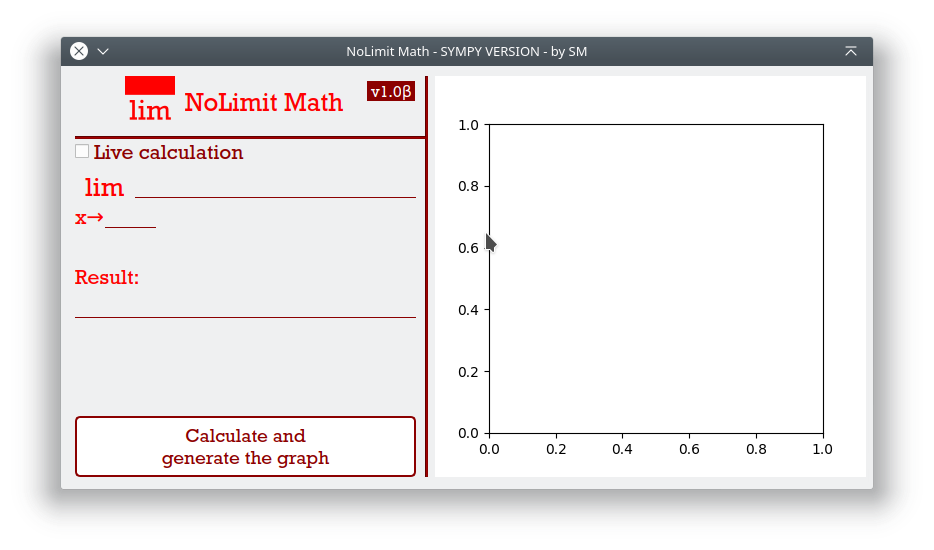 NoLimit Math - SYMPY VERSION - by SM
lim NoLimit Math v1.0β
Live calculation
lim
x→
Result:
Calculate and
generate the graph
1.0
0.8
0.6
0.4
0.2
0.0
0.0 0.2 0.4 0.6 0.8 1.0